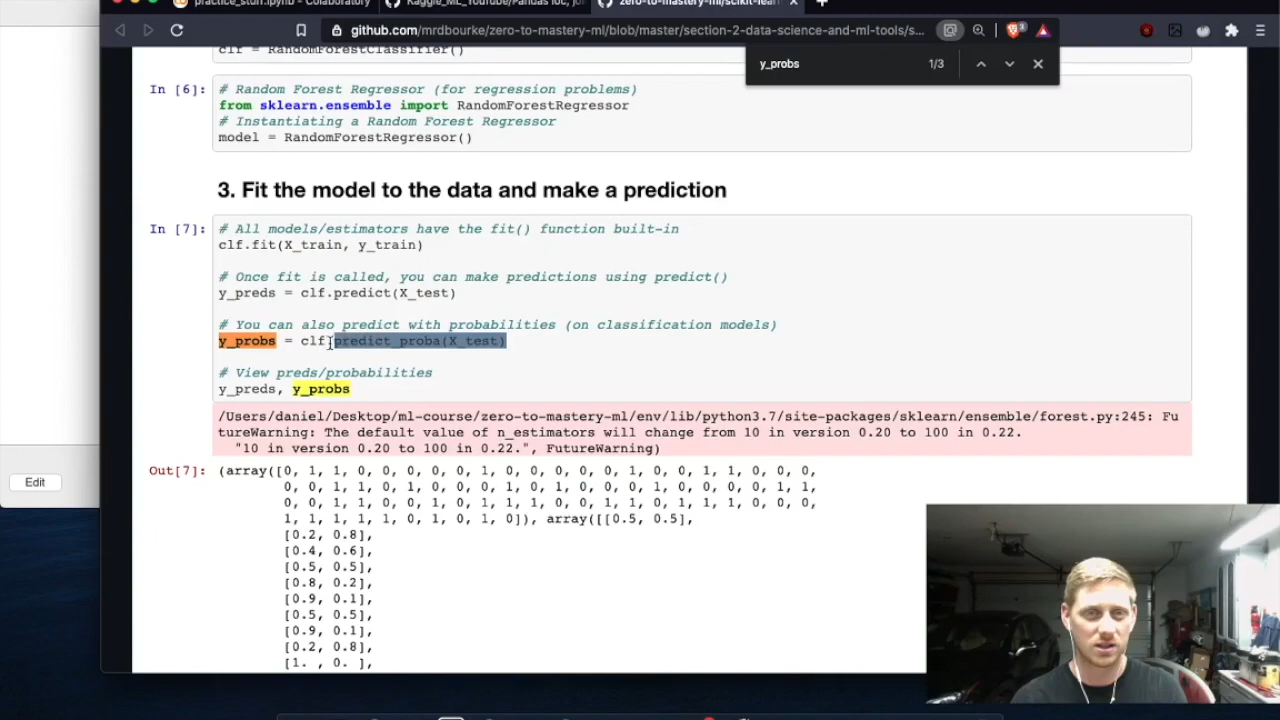 practice_stuff.ipynb - Colaboratory
Kaggle_ML_Youtube/Pandas loc, ilo
zero-to-mastery-ml/scikit-learn
github.com/mrdbourke/zero-to-mastery-ml/blob/master/section-2-data-science-and-ml-tools/s...
y_probs 1/3
clf = RandomForestClassifier()
In [6]: # Random Forest Regressor (for regression problems)
from sklearn.ensemble import RandomForestRegressor
# Instantiating a Random Forest Regressor
model = RandomForestRegressor()
3. Fit the model to the data and make a prediction
In [7]: # All models/estimators have the fit() function built-in
clf.fit(X_train, y_train)
# Once fit is called, you can make predictions using predict()
y_preds = clf.predict(X_test)
# You can also predict with probabilities (on classification models)
y_probs = clf.predict_proba(X_test)
# View preds/probabilities
y_preds, y_probs
/Users/daniel/Desktop/ml-course/zero-to-mastery-ml/env/lib/python3.7/site-packages/sklearn/ensemble/forest.py:245: Fu
tureWarning: The default value of n_estimators will change from 10 in version 0.20 to 100 in 0.22.
"10 in version 0.20 to 100 in 0.22.", FutureWarning)
Edit
Out[7]: (array([0, 1, 1, 0, 0, 0, 0, 0, 1, 0, 0, 0, 0, 0, 1, 0, 0, 1, 1, 0, 0, 0,
0, 0, 1, 1, 0, 1, 0, 0, 0, 1, 0, 1, 0, 0, 0, 1, 0, 0, 0, 0, 1, 1,
0, 0, 1, 1, 0, 0, 1, 0, 1, 1, 1, 0, 0, 1, 1, 0, 1, 1, 1, 0, 0, 0,
1, 1, 1, 1, 1, 0, 1, 0, 1, 0]), array([[0.5, 0.5],
[0.2, 0.8],
[0.4, 0.6],
[0.5, 0.5],
[0.8, 0.2],
[0.9, 0.1],
[0.5, 0.5],
[0.9, 0.1],
[0.2, 0.8],
[1. , 0. ],